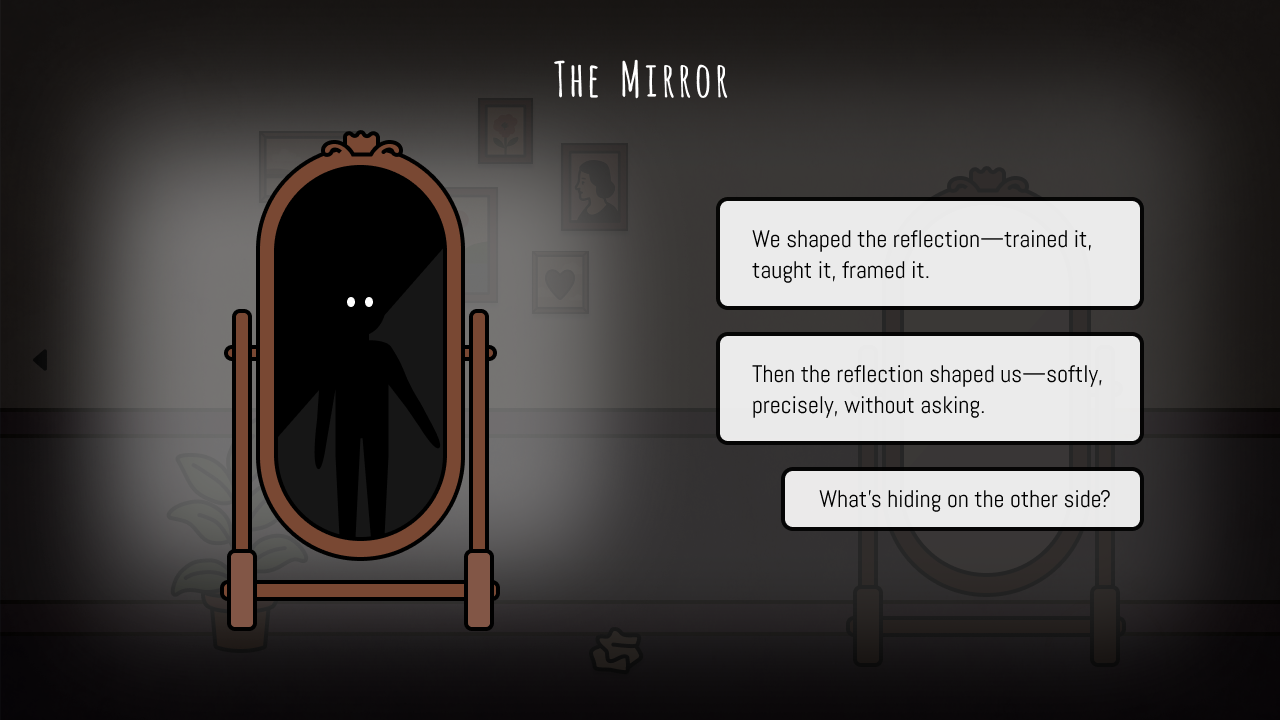 The Mirror
We shaped the reflection—trained it,
taught it, framed it.
Then the reflection shaped us—softly,
precisely, without asking.
What's hiding on the other side?